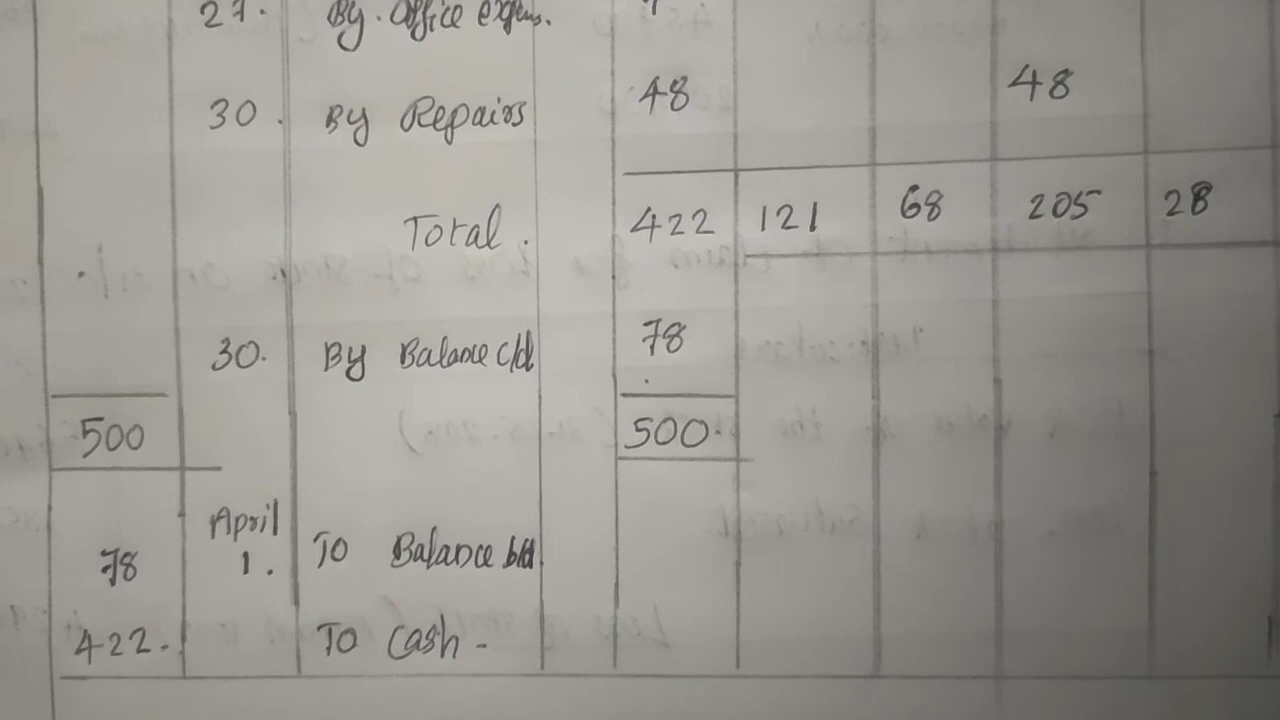 27. By. Office expns.
30. By Repairs 48 48
Total. 422 121 68 205 28
30. By Balance c/d 78
500 500.
April
78 1. To Balance b/d
422. To Cash -